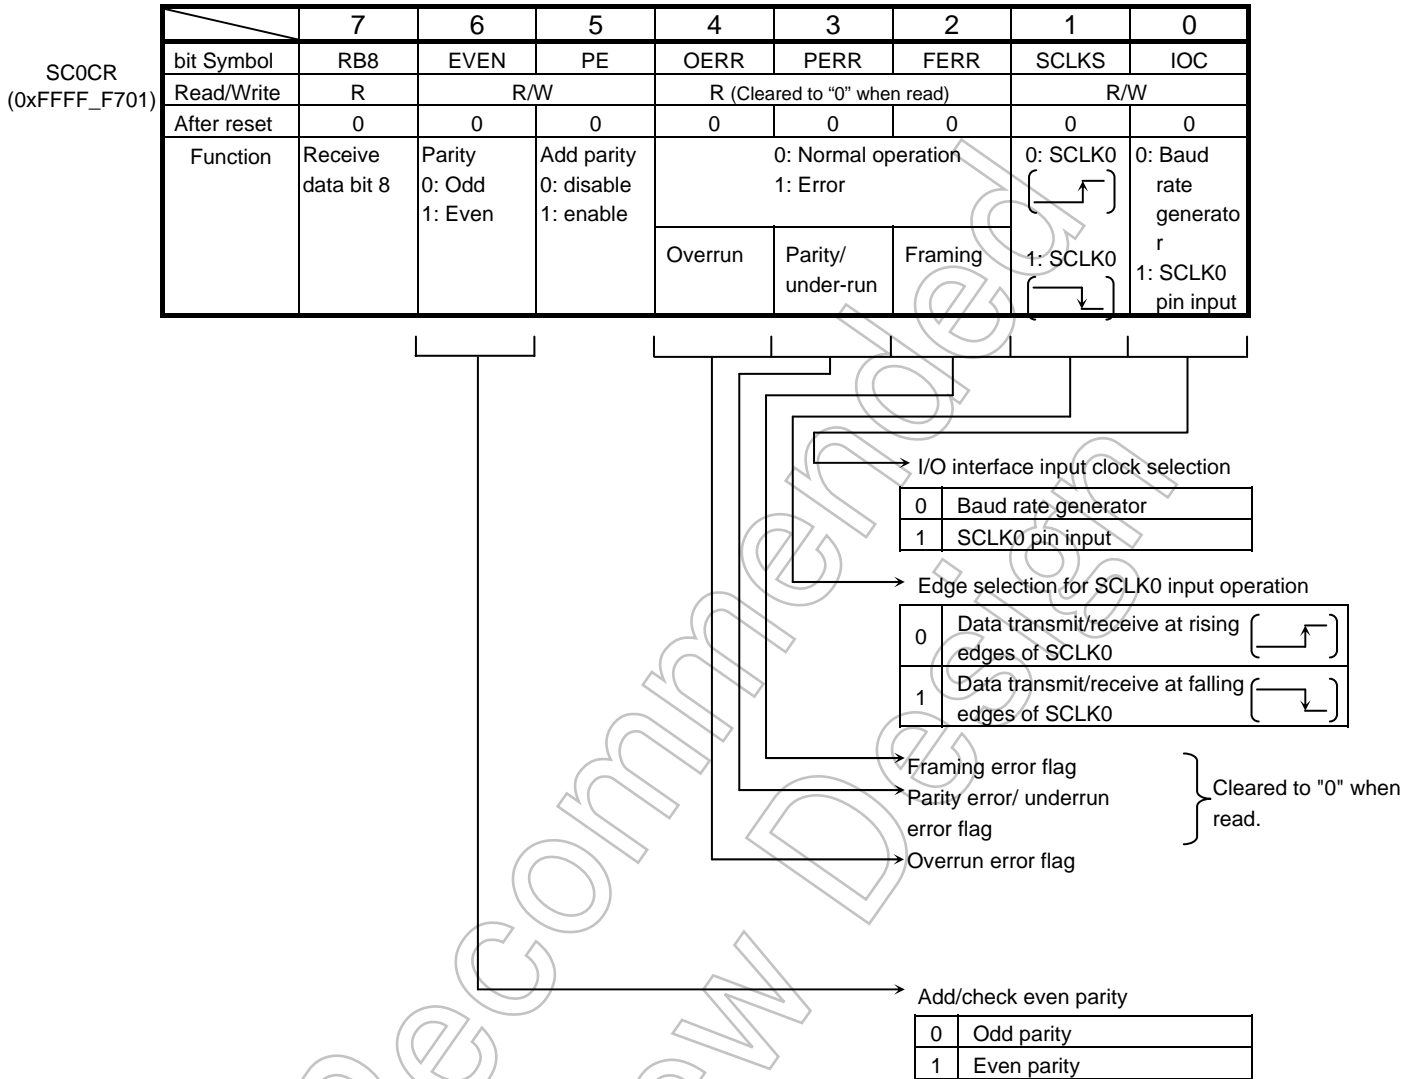 7 6 5 4 3 2 1 0
SC0CR
(0xFFFF_F701)
bit Symbol RB8 EVEN PE OERR PERR FERR SCLKS IOC
Read/Write R R/W R (Cleared to “0” when read) R/W
After reset 0 0 0 0 0 0 0 0
Function
Receive
data bit 8
Parity
0: Odd
1: Even
Add parity
0: disable
1: enable
0: Normal operation
1: Error
Overrun
Parity/
under-run
Framing
0: SCLK0
1: SCLK0
0: Baud
rate
generato
r
1: SCLK0
pin input
I/O interface input clock selection
0 Baud rate generator
1 SCLK0 pin input
Edge selection for SCLK0 input operation
0 Data transmit/receive at rising
edges of SCLK0
1 Data transmit/receive at falling
edges of SCLK0
Framing error flag
Parity error/ underrun
error flag
Overrun error flag
Cleared to "0" when
read.
Add/check even parity
0 Odd parity
1 Even parity
Recommended
New Design